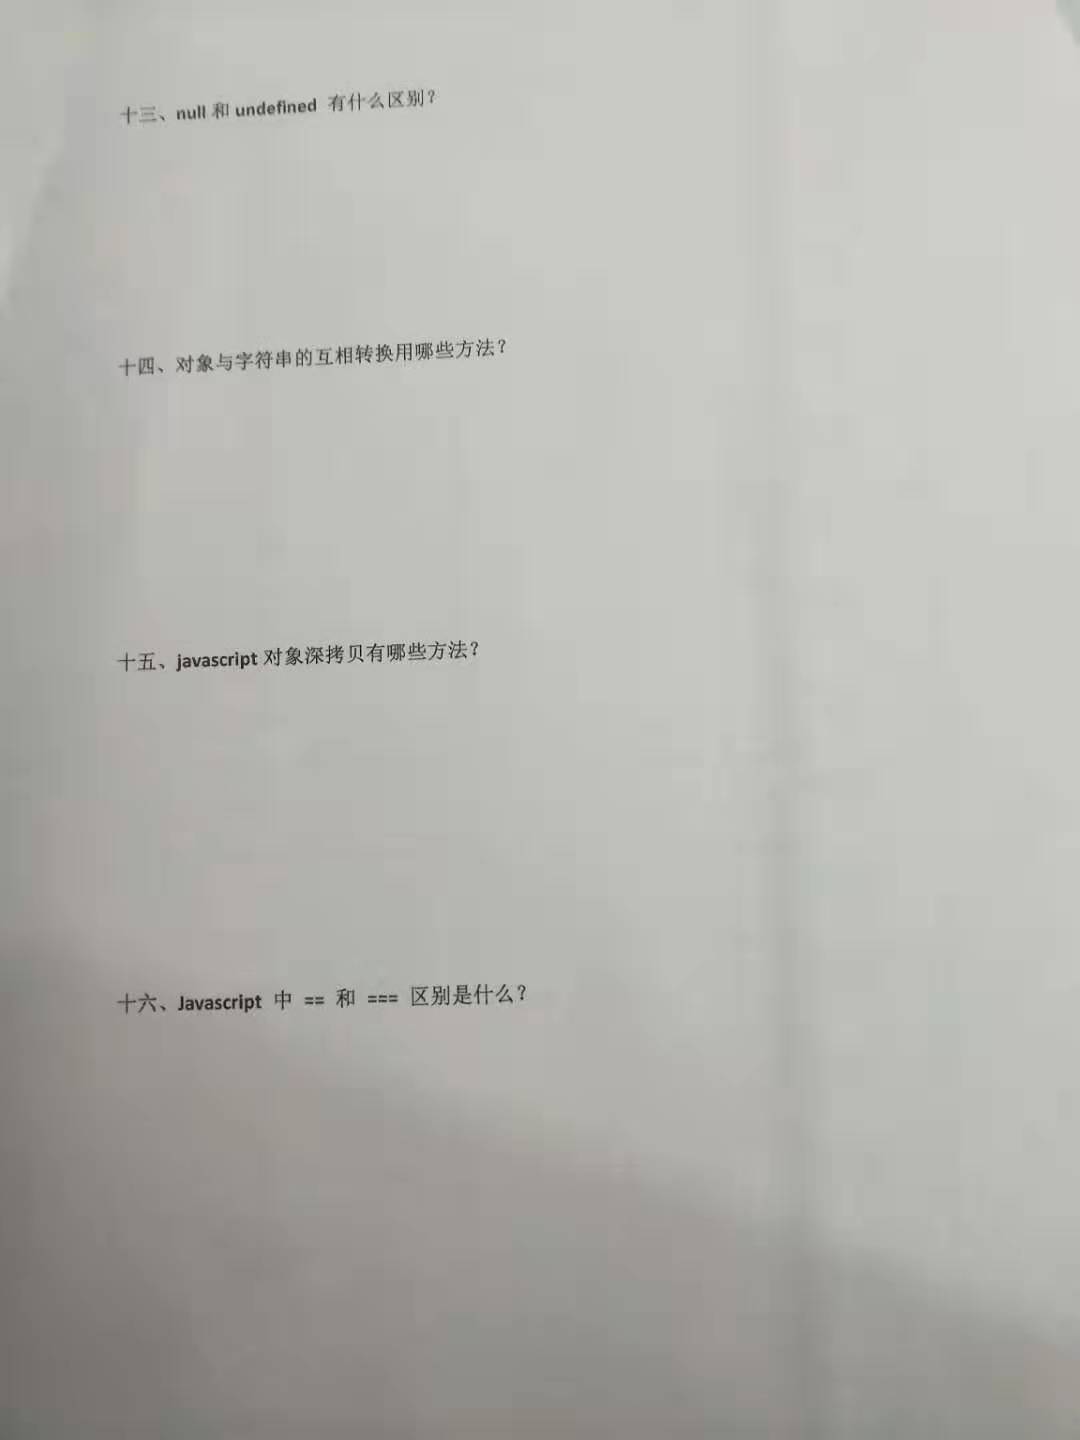 十三、null 和 undefined 有什么区别?
十四、对象与字符串的互相转换用哪些方法?
十五、javascript 对象深拷贝有哪些方法?
十六、Javascript 中 == 和 === 区别是什么?